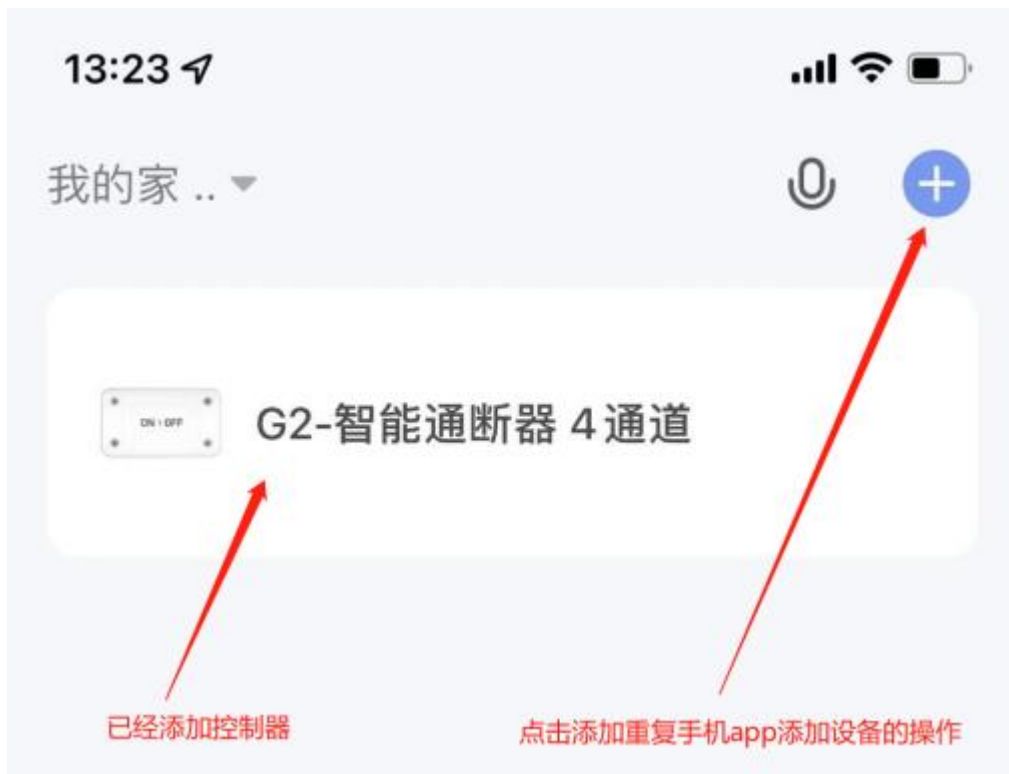 13:23
我的家 ..
ON | OFF
G2-智能通断器 4通道
已经添加控制器
点击添加重复手机app添加设备的操作